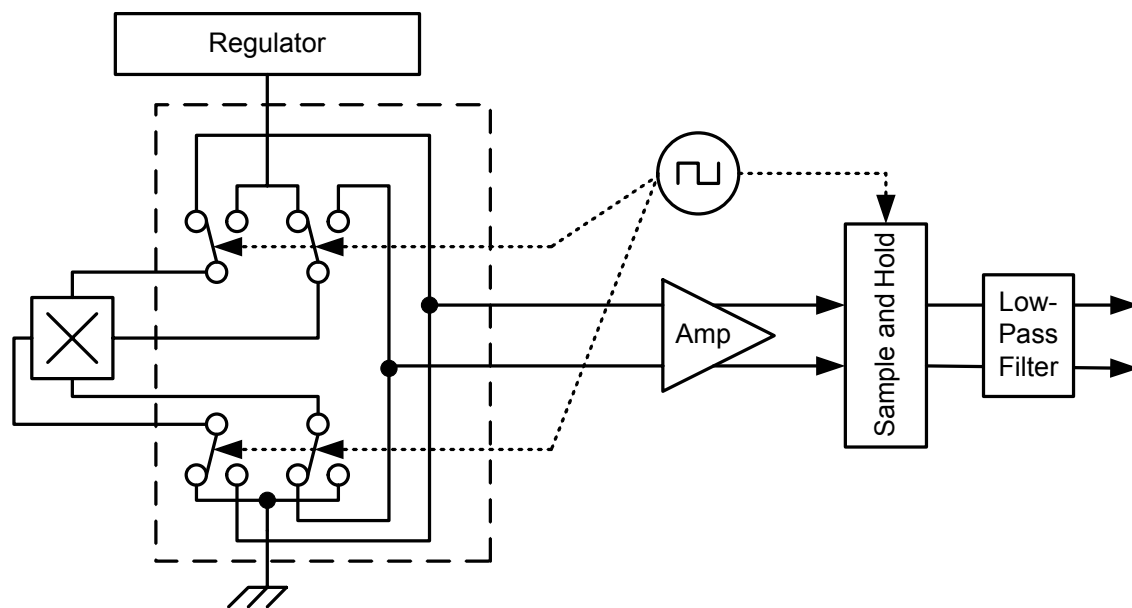 Regulator
Amp
Sample and Hold
Low-
Pass
Filter